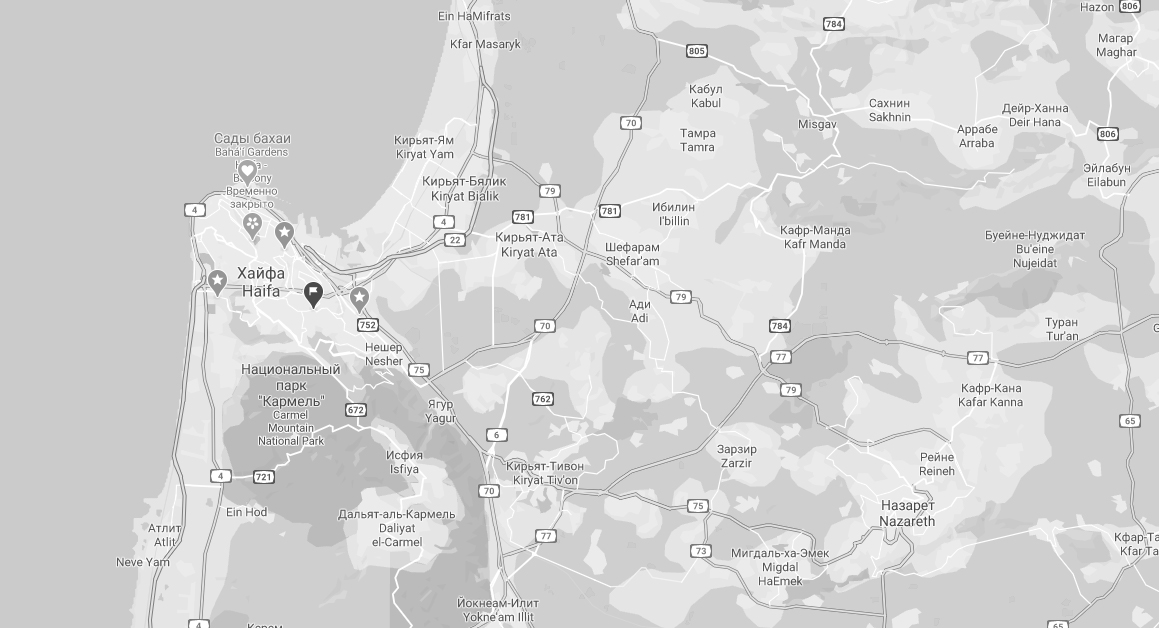 Ein HaMifrats
Kfar Masaryk
Hazon
806
784
Магар
Maghar
805
Кабул
Kabul
Сахнин
Sakhnin
Дейр-Ханна
Deir Hana
70
Misgav
Аррабе
Arraba
806
Тамра
Tamra
Сады бахаи
Baháʼí Gardens
Временно
закрыто
Кирьят-Ям
Kiryat Yam
Эйлабун
Eilabun
Кирьят-Бялик
Kiryat Bialik
79
4
4
22
781
781
Ибилин
I'billin
Кирьят-Ата
Kiryat Ata
Шефарам
Shefar'am
Кафр-Манда
Kafr Manda
Буейне-Нуджидат
Bu'eine
Nujeidat
Хайфа
Haifa
Ади
Adi
79
752
70
784
Туран
Tur'an
Нешер
Nesher
75
77
77
Национальный
парк
"Кармель"
Carmel
Mountain
National Park
672
Ягур
Yagur
762
79
Кафр-Кана
Kafar Kanna
6
65
Исфия
Isfiya
Кирьят-Тивон
Kiryat Tiv'on
Зарзир
Zarzir
Рейне
Reineh
4
721
70
75
Назарет
Nazareth
Ein Hod
Дальят-аль-Кармель
Daliyat
el-Carmel
Атлит
Atlit
77
73
Мигдаль-ха-Эмек
Migdal
HaEmek
Кфар-Та
Kfar Ta
Neve Yam
Йокнеам-Илит
Yokne'am Illit
4
65